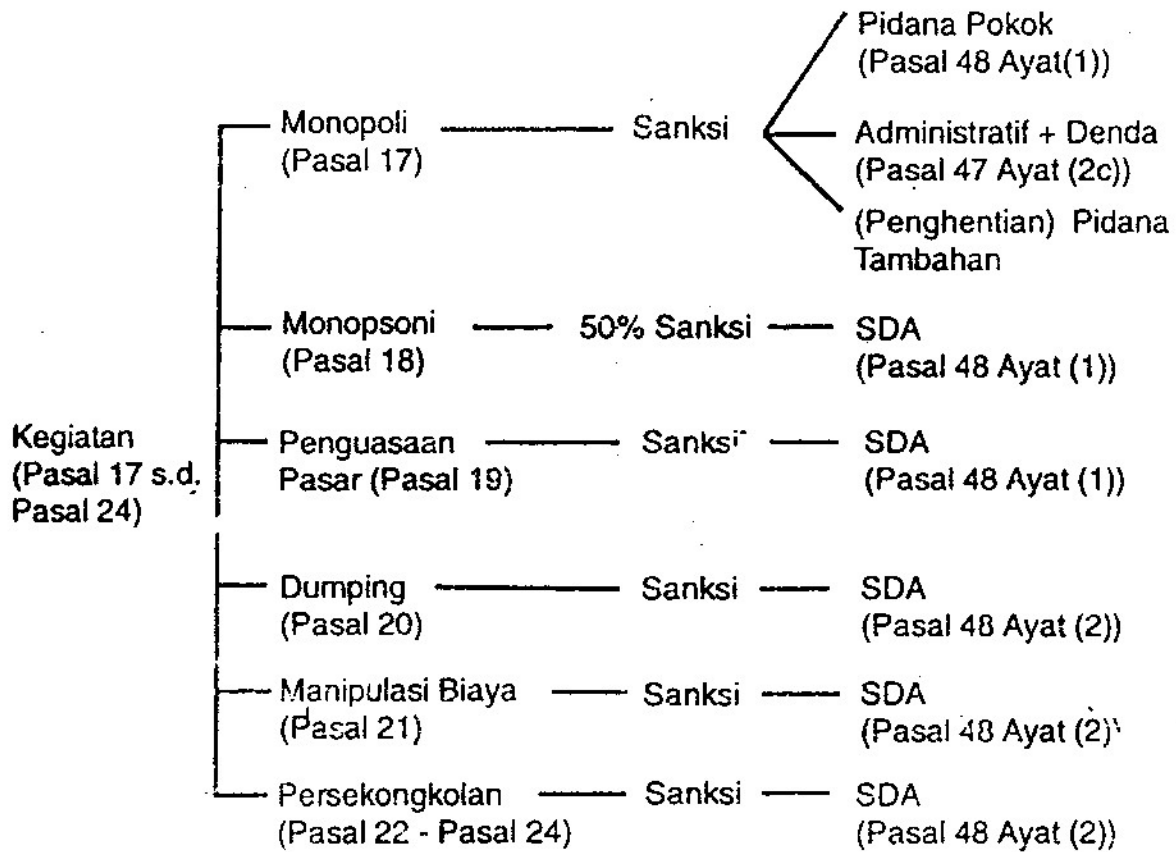 Pidana Pokok
(Pasal 48 Ayat(1))
Monopoli
(Pasal 17)
Sanksi
Administratif + Denda
(Pasal 47 Ayat (2c))
(Penghentian) Pidana
Tambahan
Monopsoni
(Pasal 18)
50% Sanksi
SDA
(Pasal 48 Ayat (1))
Kegiatan
(Pasal 17 s.d.
Pasal 24)
Penguasaan
Pasar (Pasal 19)
Sanksi
SDA
(Pasal 48 Ayat (1))
Dumping
(Pasal 20)
Sanksi
SDA
(Pasal 48 Ayat (2))
Manipulasi Biaya
(Pasal 21)
Sanksi
SDA
(Pasal 48 Ayat (2))
Persekongkolan
(Pasal 22 - Pasal 24)
Sanksi
SDA
(Pasal 48 Ayat (2))